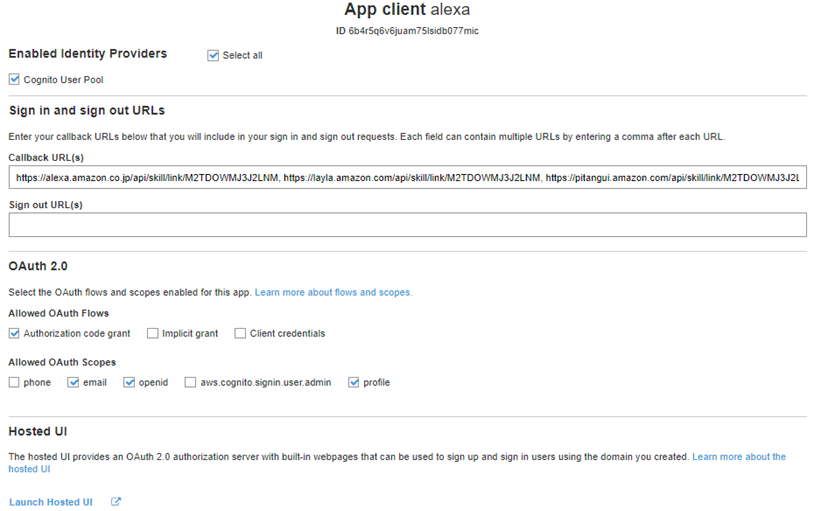 App client alexa
ID 6b4r5q6v6juam75lsidb077mic
Enabled Identity Providers
Select all
Cognito User Pool
Sign in and sign out URLs
Enter your callback URLs below that you will include in your sign in and sign out requests. Each field can contain multiple URLs by entering a comma after each URL.
Callback URL(s)
https://alexa.amazon.co.jp/api/skill/link/M2TDOWMJ3J2LNM, https://layla.amazon.com/api/skill/link/M2TDOWMJ3J2LNM, https://pitangui.amazon.com/api/skill/link/M2TDOWMJ3J2L
Sign out URL(s)
OAuth 2.0
Select the OAuth flows and scopes enabled for this app. Learn more about flows and scopes.
Allowed OAuth Flows
Authorization code grant Implicit grant Client credentials
Allowed OAuth Scopes
phone email openid aws.cognito.signin.user.admin profile
Hosted UI
The hosted UI provides an OAuth 2.0 authorization server with built-in webpages that can be used to sign up and sign in users using the domain you created. Learn more about the
hosted UI
Launch Hosted UI